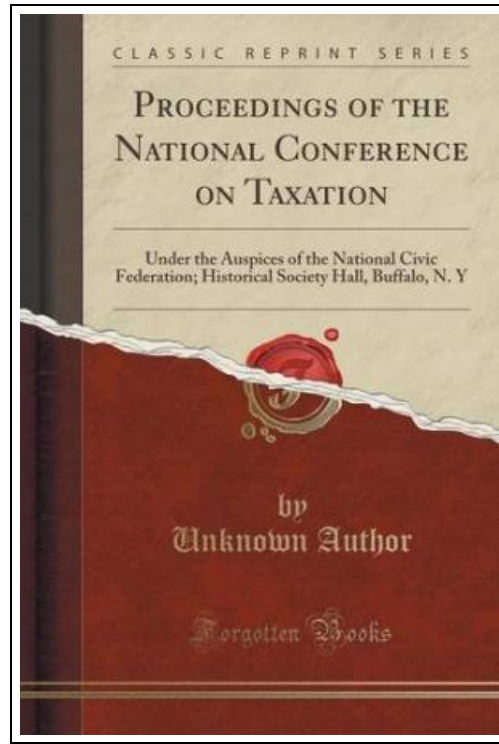 CLASSIC REPRINT SERIES
PROCEEDINGS OF THE
NATIONAL CONFERENCE
ON TAXATION
Under the Auspices of the National Civic
Federation; Historical Society Hall, Buffalo, N. Y
by
Unknown Author
Forgotten Books